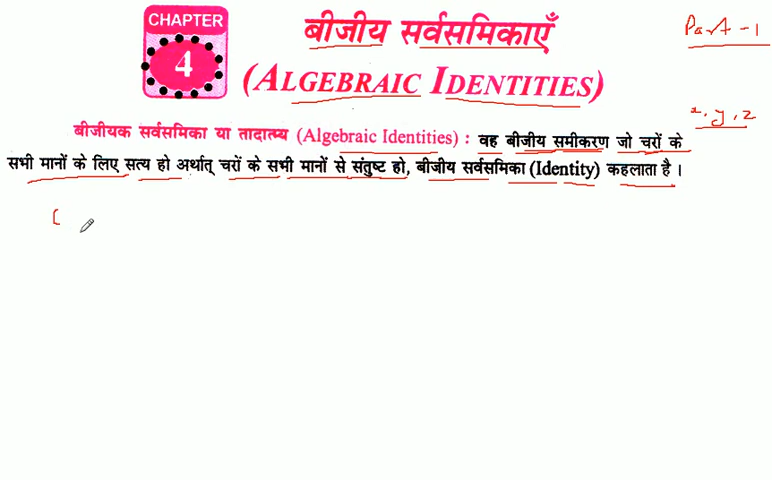 CHAPTER
4
बीजीय सर्वसमिकाएँ
(ALGEBRAIC IDENTITIES)
Part-1
x, y, z
बीजीयक सर्वसमिका या तादात्म्य (Algebraic Identities) : वह बीजीय समीकरण जो चरों के
सभी मानों के लिए सत्य हो अर्थात् चरों के सभी मानों से संतुष्ट हो, बीजीय सर्वसमिका (Identity) कहलाता है ।
(